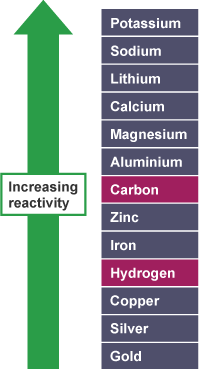 Potassium
Sodium
Lithium
Calcium
Magnesium
Aluminium
Increasing
reactivity
Carbon
Zinc
Iron
Hydrogen
Copper
Silver
Gold